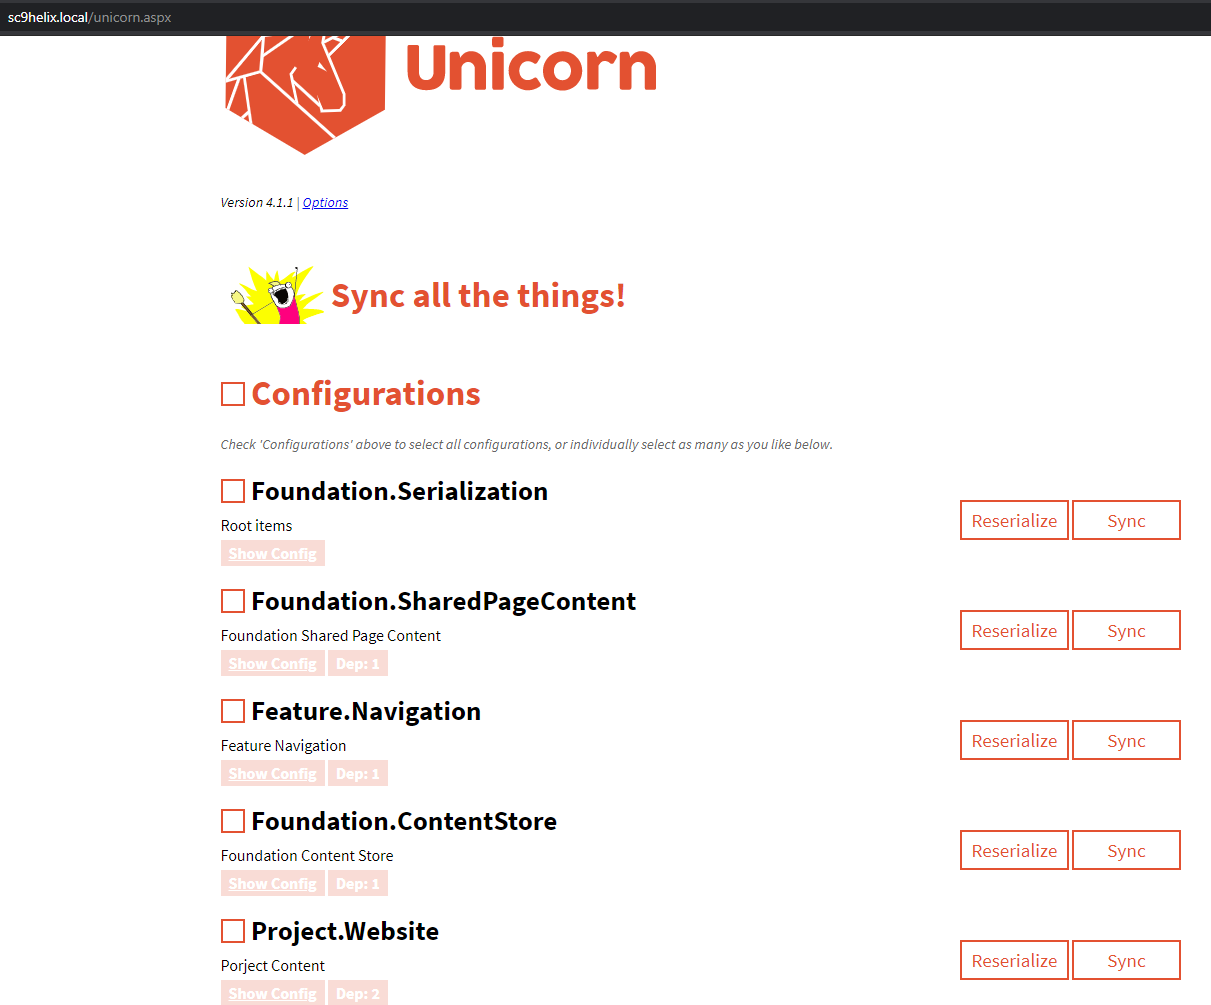 sc9helix.local/unicorn.aspx
Unicorn
Version 4.1.1 | Options
Sync all the things!
Configurations
Check 'Configurations' above to select all configurations, or individually select as many as you like below.
Foundation.Serialization
Root items
Show Config
Reserialize Sync
Foundation.SharedPageContent
Foundation Shared Page Content
Show Config Dep: 1
Reserialize Sync
Feature.Navigation
Feature Navigation
Show Config Dep: 1
Reserialize Sync
Foundation.ContentStore
Foundation Content Store
Show Config Dep: 1
Reserialize Sync
Project.Website
Porject Content
Show Config Dep: 2
Reserialize Sync